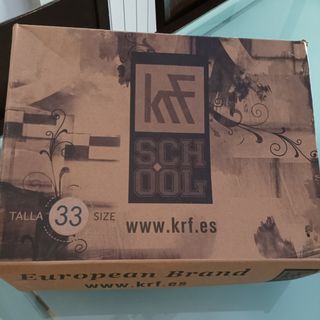 krf
SCH
OOL
TALLA 33 SIZE
www.krf.es
European Brand
www.krf.es